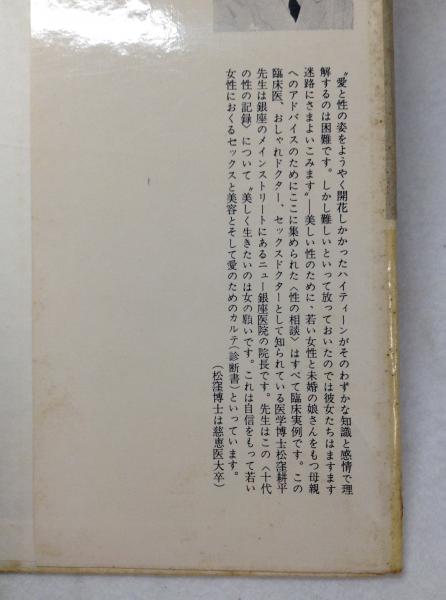 〝愛と性の姿をようやく開花しかかったハイティーンがそのわずかな知識と感情で理
解するのは困難です。しかし難しいといって放っておいたのでは彼女たちはますます
迷路にさまよいこみます〟──美しい性のために、若い女性と未婚の娘さんをもつ母親
へのアドバイスのためにここに集められた〈性の相談〉はすべて臨床実例です。この
臨床医、おしゃれドクター、セックスドクターとして知られている医学博士松窪耕平
先生は銀座のメインストリートにあるニュー銀座医院の院長です。先生はこの〈十代
の性の記録〉について〝美しく生きたいのは女の願いです。これは自信をもって若い
女性におくるセックスと美容とそして愛のためのカルテ(診断書)といっています。
(松窪博士は慈恵医大卒)